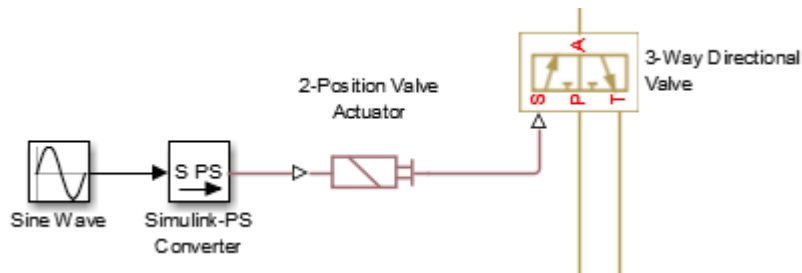 A
S P T
3-Way Directional
Valve
2-Position Valve
Actuator
S PS
Sine Wave
Simulink-PS
Converter